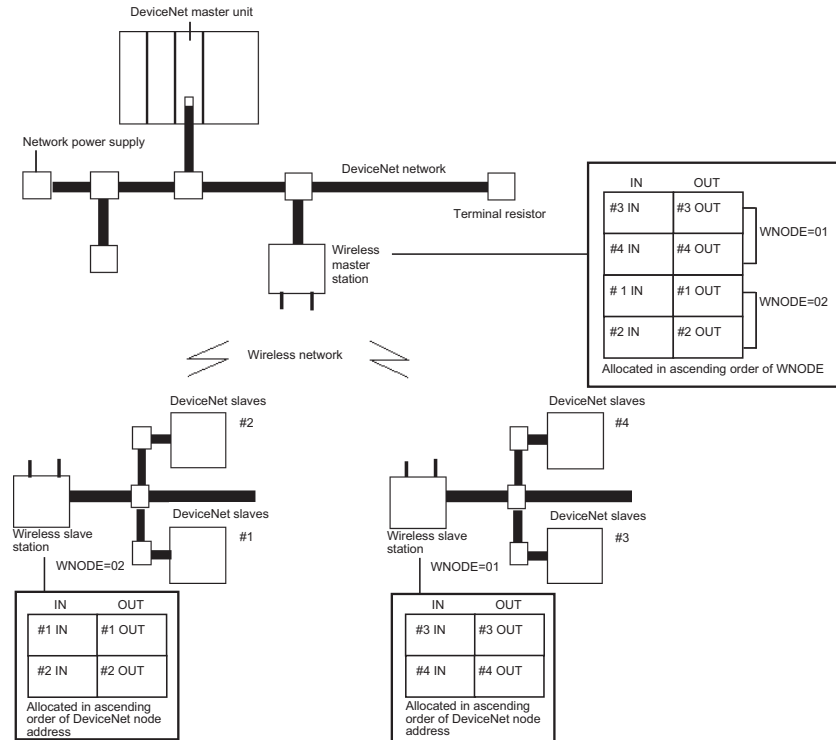 DeviceNet master unit
Network power supply
DeviceNet network
Terminal resistor
Wireless
master
station
IN OUT
#3 IN #3 OUT
WNODE=01
#4 IN #4 OUT
# 1 IN #1 OUT
WNODE=02
#2 IN #2 OUT
Allocated in ascending order of WNODE
Wireless network
DeviceNet slaves
#2
DeviceNet slaves
#1
Wireless slave
station
WNODE=02
IN OUT
#1 IN #1 OUT
#2 IN #2 OUT
Allocated in ascending
order of DeviceNet node
address
DeviceNet slaves
#4
DeviceNet slaves
#3
Wireless slave
station
WNODE=01
IN OUT
#3 IN #3 OUT
#4 IN #4 OUT
Allocated in ascending
order of DeviceNet node
address